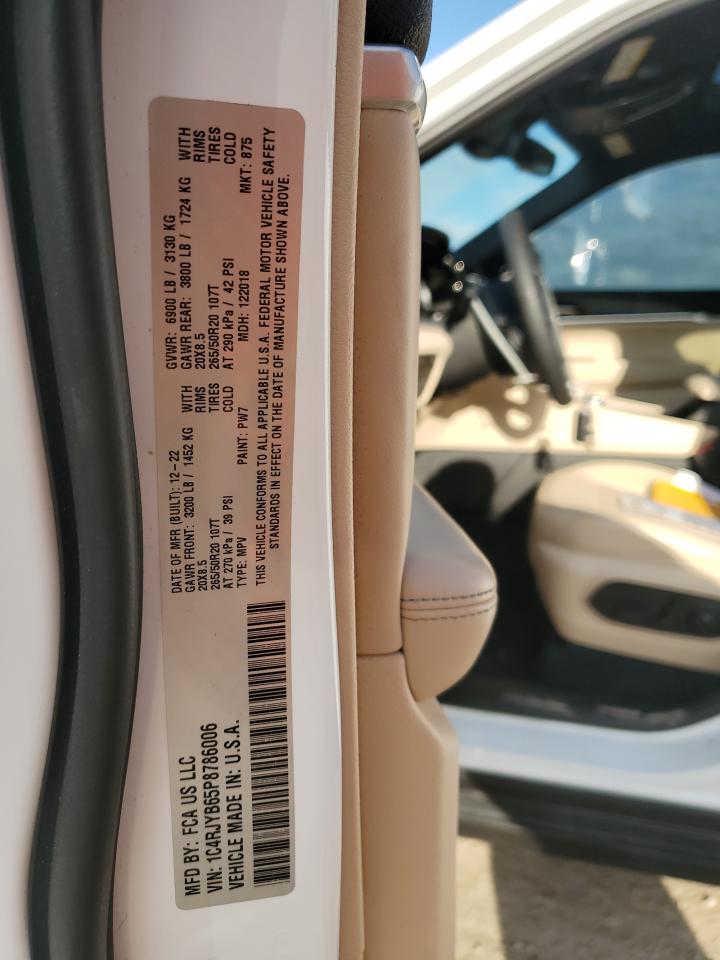 MFD BY: FCA US LLC
VIN: 1C4RJYB65P8786006
VEHICLE MADE IN: U.S.A.
DATE OF MFR (BUILT): 12-22 GVWR: 6900 LB / 3130 KG
GAWR FRONT: 3200 LB / 1452 KG WITH GAWR REAR: 3800 LB / 1724 KG WITH
20X8.5 RIMS 20X8.5 RIMS
265/50R20 107T TIRES 265/50R20 107T TIRES
AT 270 kPa / 39 PSI COLD AT 290 kPa / 42 PSI COLD
TYPE: MPV PAINT: PW7 MDH: 122018 MKT: 875
THIS VEHICLE CONFORMS TO ALL APPLICABLE U.S.A. FEDERAL MOTOR VEHICLE SAFETY
STANDARDS IN EFFECT ON THE DATE OF MANUFACTURE SHOWN ABOVE.